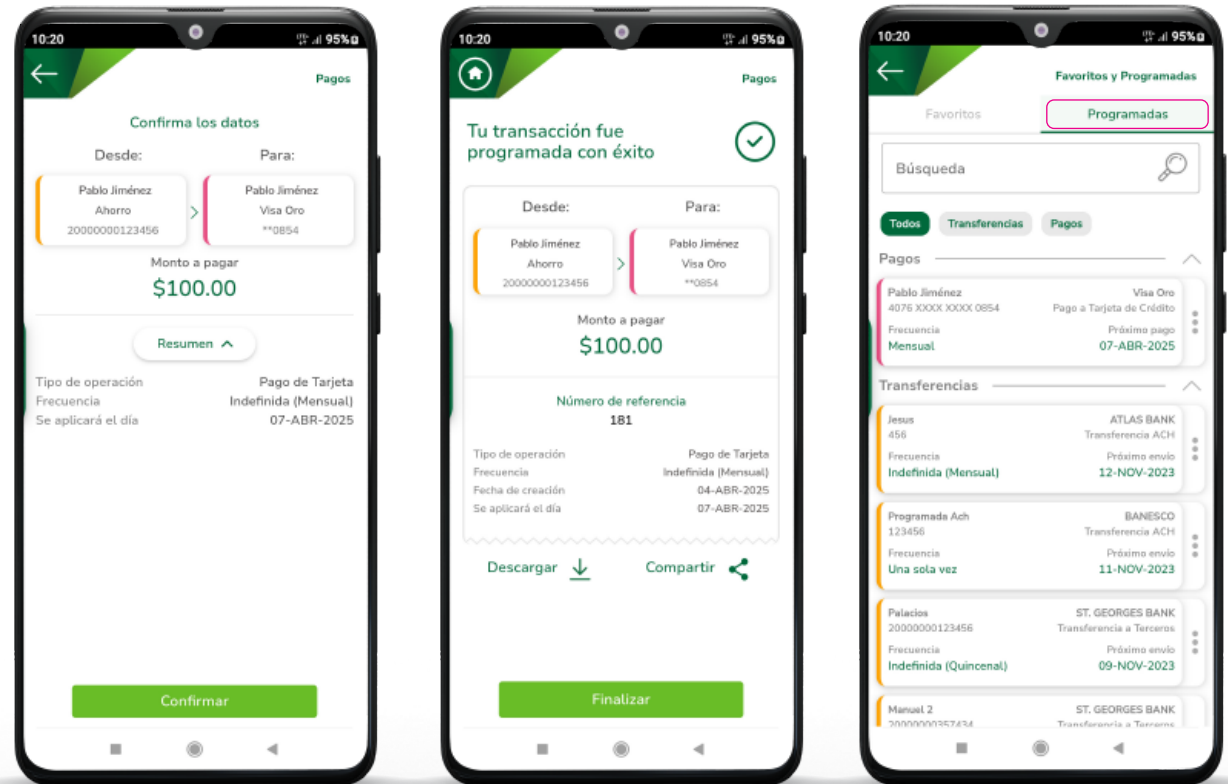 10:20
95%
Pagos
Confirma los datos
Desde:
Para:
Pablo Jiménez
Ahorro
20000000123456
Pablo Jiménez
Visa Oro
**0854
Monto a pagar
$100.00
Resumen
Tipo de operación Pago de Tarjeta
Frecuencia Indefinida (Mensual)
Se aplicará el día 07-ABR-2025
Confirmar
10:20
95%
Pagos
Tu transacción fue
programada con éxito
Desde:
Para:
Pablo Jiménez
Ahorro
20000000123456
Pablo Jiménez
Visa Oro
**0854
Monto a pagar
$100.00
Número de referencia
181
Tipo de operación Pago de Tarjeta
Frecuencia Indefinida (Mensual)
Fecha de creación 04-ABR-2025
Se aplicará el día 07-ABR-2025
Descargar
Compartir
Finalizar
10:20
95%
Favoritos y Programadas
Favoritos
Programadas
Búsqueda
Todos
Transferencias
Pagos
Pagos
Pablo Jiménez Visa Oro
4076 XXXX XXXX 0854 Pago a Tarjeta de Crédito
Frecuencia Próximo pago
Mensual 07-ABR-2025
Transferencias
Jesus ATLAS BANK
456 Transferencia ACH
Frecuencia Próximo envío
Indefinida (Mensual) 12-NOV-2023
Programada Ach BANESCO
123456 Transferencia ACH
Frecuencia Próximo envío
Una sola vez 11-NOV-2023
Palacios ST. GEORGES BANK
20000000123456 Transferencia a Terceros
Frecuencia Próximo envío
Indefinida (Quincenal) 09-NOV-2023
Manuel 2 ST. GEORGES BANK
20000000357434 Transferencia a Terceros